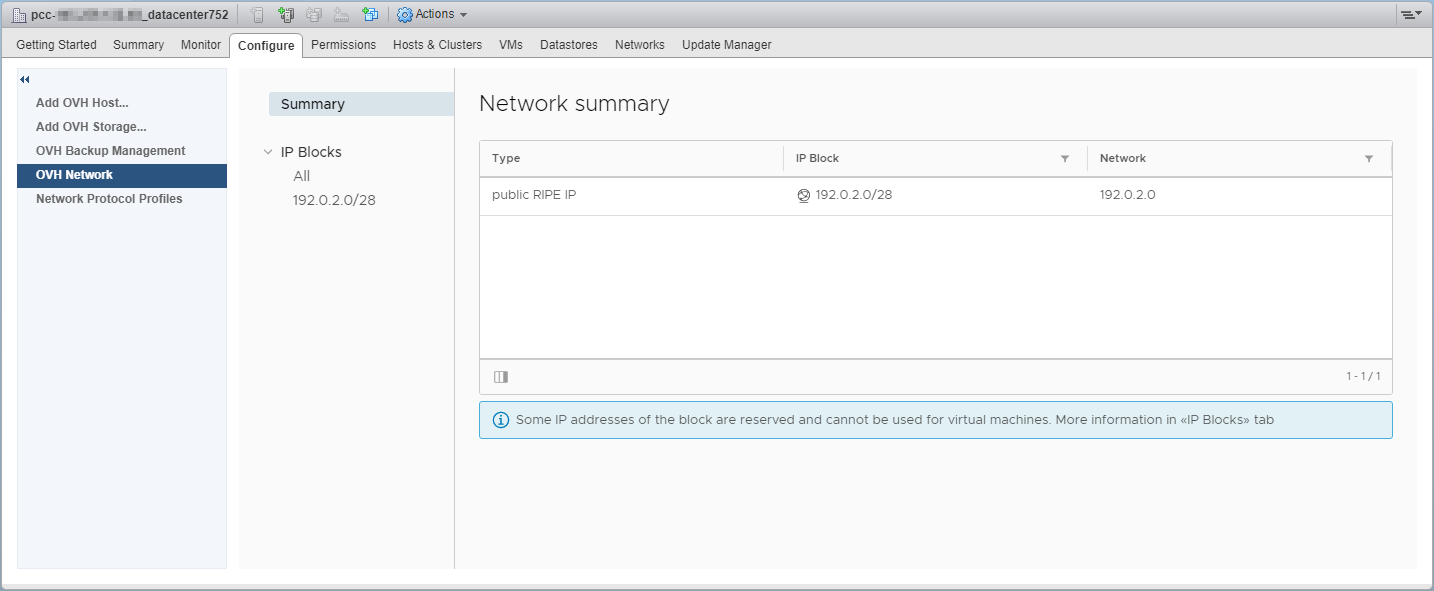 pcc- _datacenter752 Actions
Getting Started Summary Monitor Configure Permissions Hosts & Clusters VMs Datastores Networks Update Manager
Add OVH Host...
Add OVH Storage...
OVH Backup Management
OVH Network
Network Protocol Profiles
Summary
IP Blocks
All
192.0.2.0/28
Network summary
Type IP Block Network
public RIPE IP 192.0.2.0/28 192.0.2.0
1 - 1 / 1
Some IP addresses of the block are reserved and cannot be used for virtual machines. More information in «IP Blocks» tab